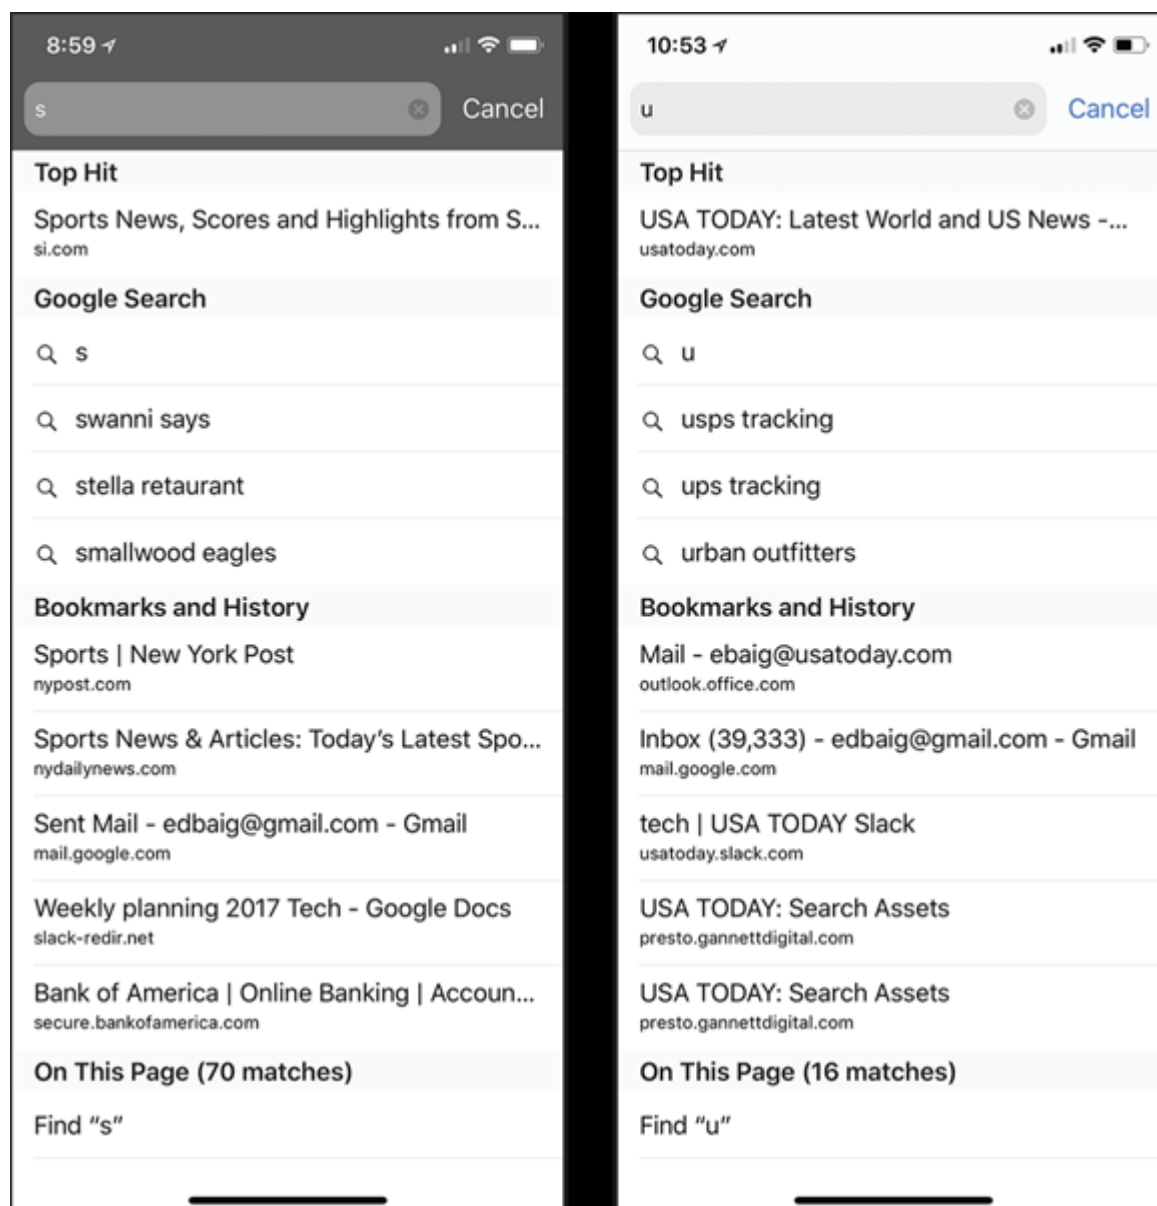 8:59
s
Cancel
Top Hit
Sports News, Scores and Highlights from S...
si.com
Google Search
s
swanni says
stella retaurant
smallwood eagles
Bookmarks and History
Sports | New York Post
nypost.com
Sports News & Articles: Today's Latest Spo...
nydailynews.com
Sent Mail - edbaig@gmail.com - Gmail
mail.google.com
Weekly planning 2017 Tech - Google Docs
slack-redir.net
Bank of America | Online Banking | Accoun...
secure.bankofamerica.com
On This Page (70 matches)
Find “s”
10:53
u
Cancel
Top Hit
USA TODAY: Latest World and US News -...
usatoday.com
Google Search
u
usps tracking
ups tracking
urban outfitters
Bookmarks and History
Mail - ebaig@usatoday.com
outlook.office.com
Inbox (39,333) - edbaig@gmail.com - Gmail
mail.google.com
tech | USA TODAY Slack
usatoday.slack.com
USA TODAY: Search Assets
presto.gannettdigital.com
USA TODAY: Search Assets
presto.gannettdigital.com
On This Page (16 matches)
Find “u”